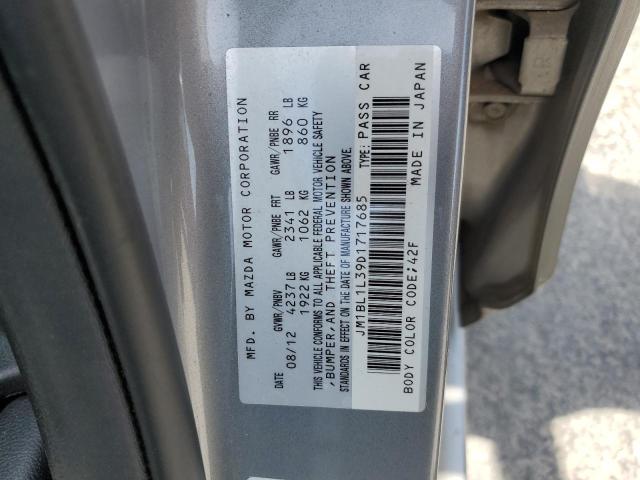 MFD. BY MAZDA MOTOR CORPORATION
DATE GVWR/PNBV GAWR/PNBE FRT GAWR/PNBE RR
08/12 4237 LB 2341 LB 1896 LB
1922 KG 1062 KG 860 KG
THIS VEHICLE CONFORMS TO ALL APPLICABLE FEDERAL MOTOR VEHICLE SAFETY
, BUMPER, AND THEFT PREVENTION
STANDARDS IN EFFECT ON THE DATE OF MANUFACTURE SHOWN ABOVE.
JM1BL1L39D1717685 TYPE: PASS CAR
BODY COLOR CODE;42F MADE IN JAPAN